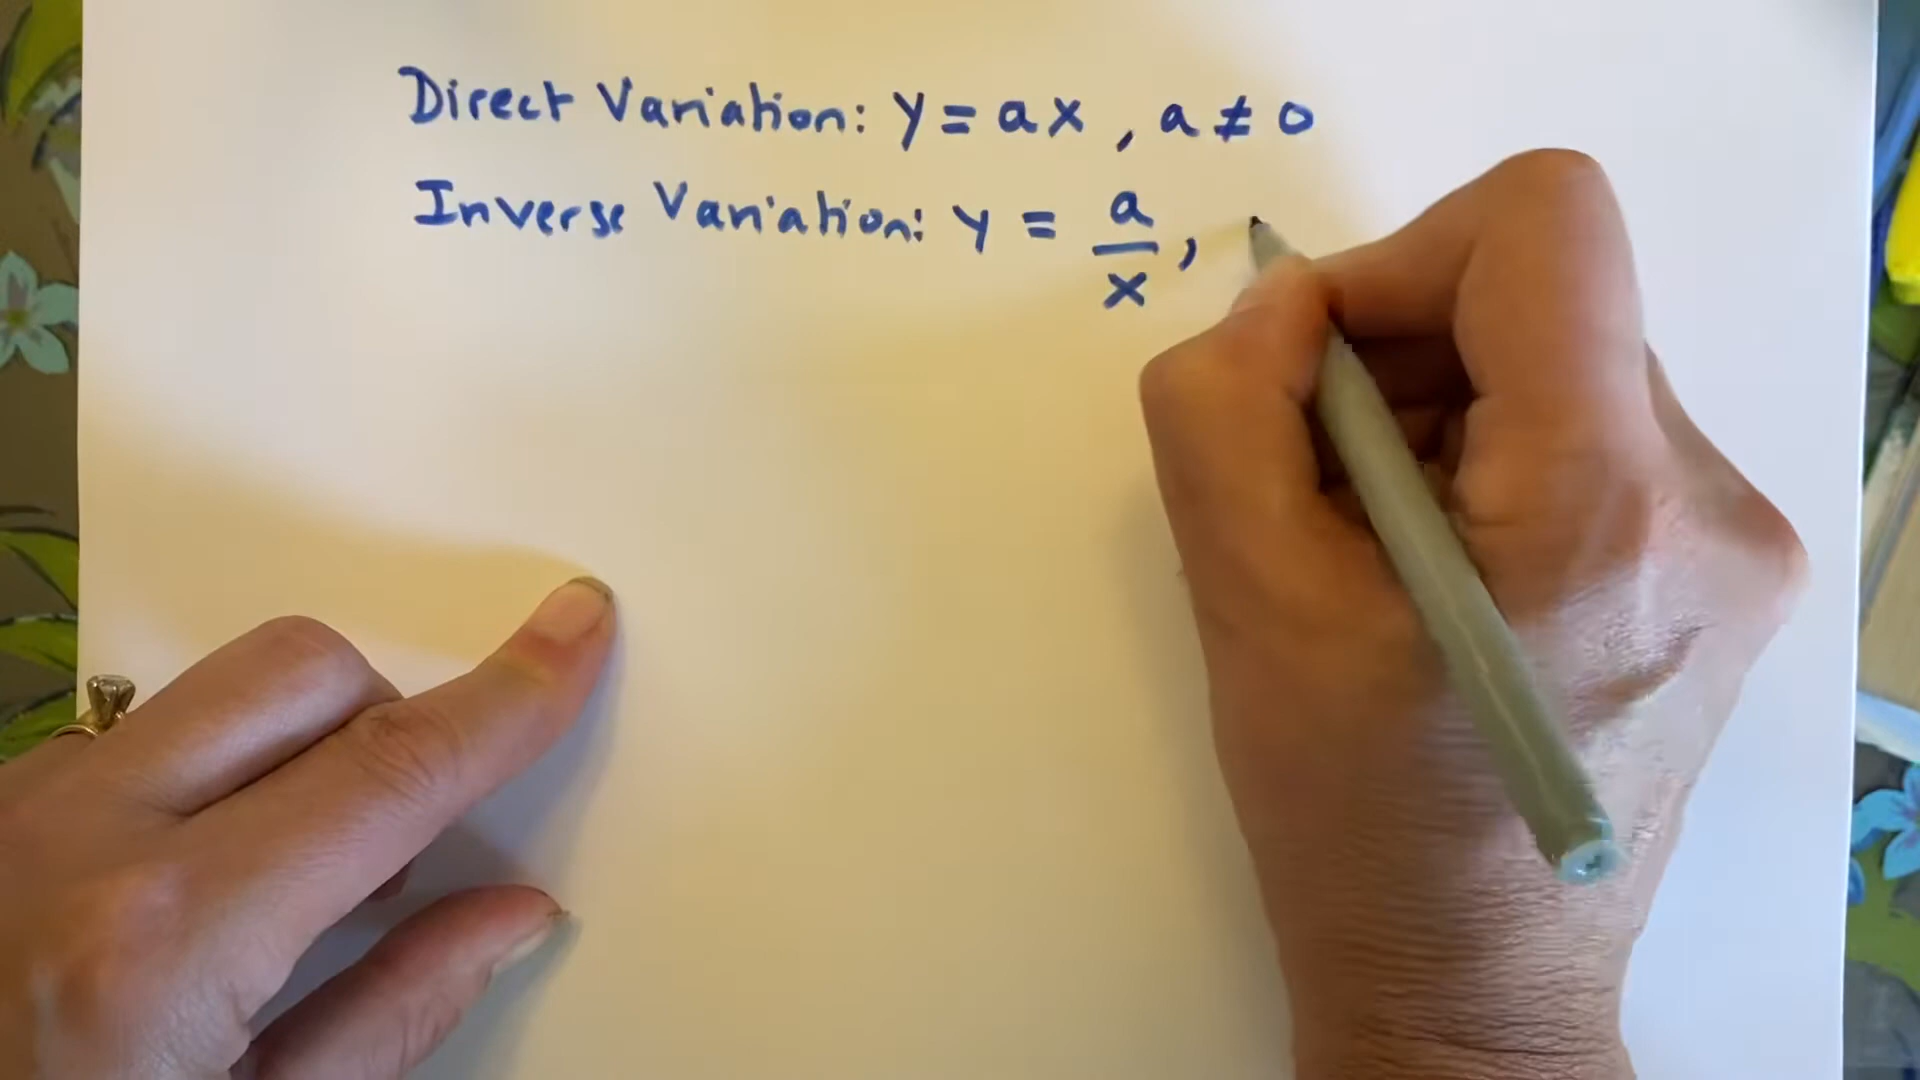 Direct Variation: y = ax , a ≠ 0
Inverse Variation: y = a/x ,